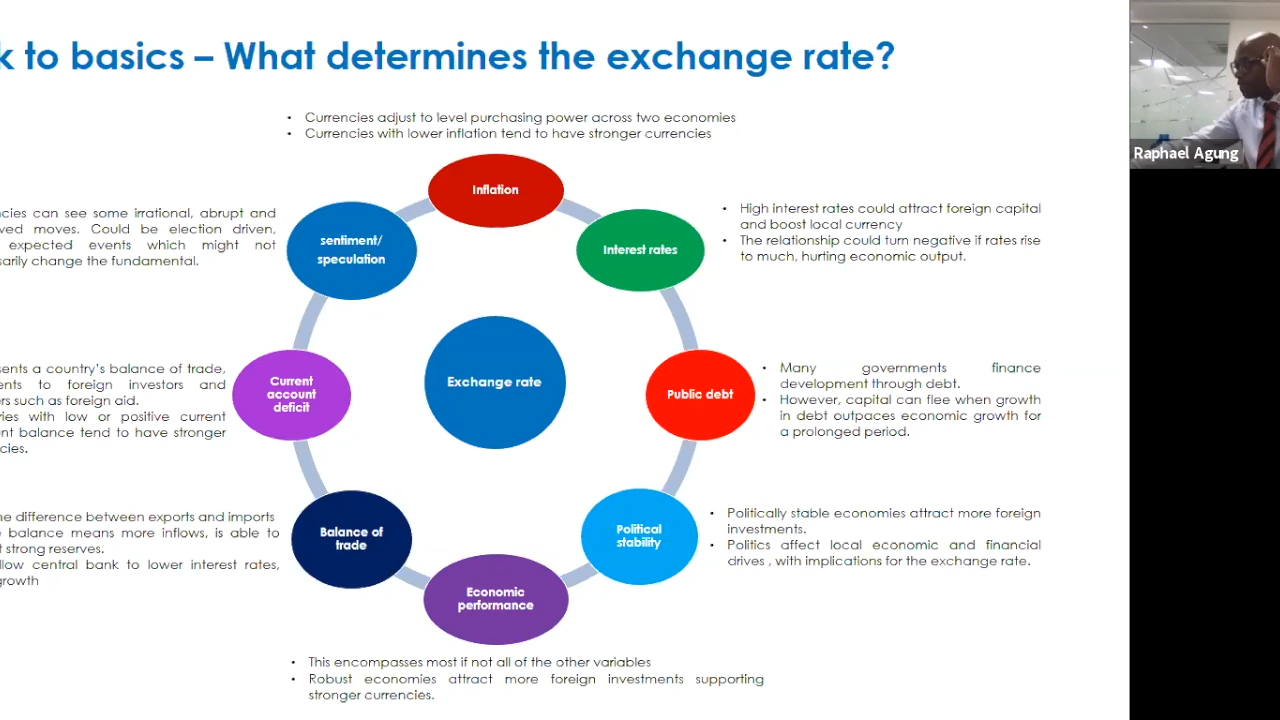 k to basics – What determines the exchange rate?
• Currencies adjust to level purchasing power across two economies
• Currencies with lower inflation tend to have stronger currencies
Inflation
Raphael Agung
• High interest rates could attract foreign capital
and boost local currency
• The relationship could turn negative if rates rise
to much, hurting economic output.
Interest rates
ncies can see some irrational, abrupt and
ved moves. Could be election driven,
expected events which might not
sarily change the fundamental.
sentiment/
speculation
Exchange rate
• Many governments finance
development through debt.
• However, capital can flee when growth
in debt outpaces economic growth for
a prolonged period.
Public debt
sents a country's balance of trade,
ents to foreign investors and
ers such as foreign aid.
ries with low or positive current
nt balance tend to have stronger
cies.
Current
account
deficit
• Politically stable economies attract more foreign
investments.
• Politics affect local economic and financial
drives , with implications for the exchange rate.
Political
stability
he difference between exports and imports
e balance means more inflows, is able to
t strong reserves.
llow central bank to lower interest rates,
growth
Balance of
trade
Economic
performance
• This encompasses most if not all of the other variables
• Robust economies attract more foreign investments supporting
stronger currencies.